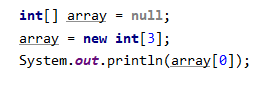 int[] array = null;
array = new int[3];
System.out.println(array[0]);